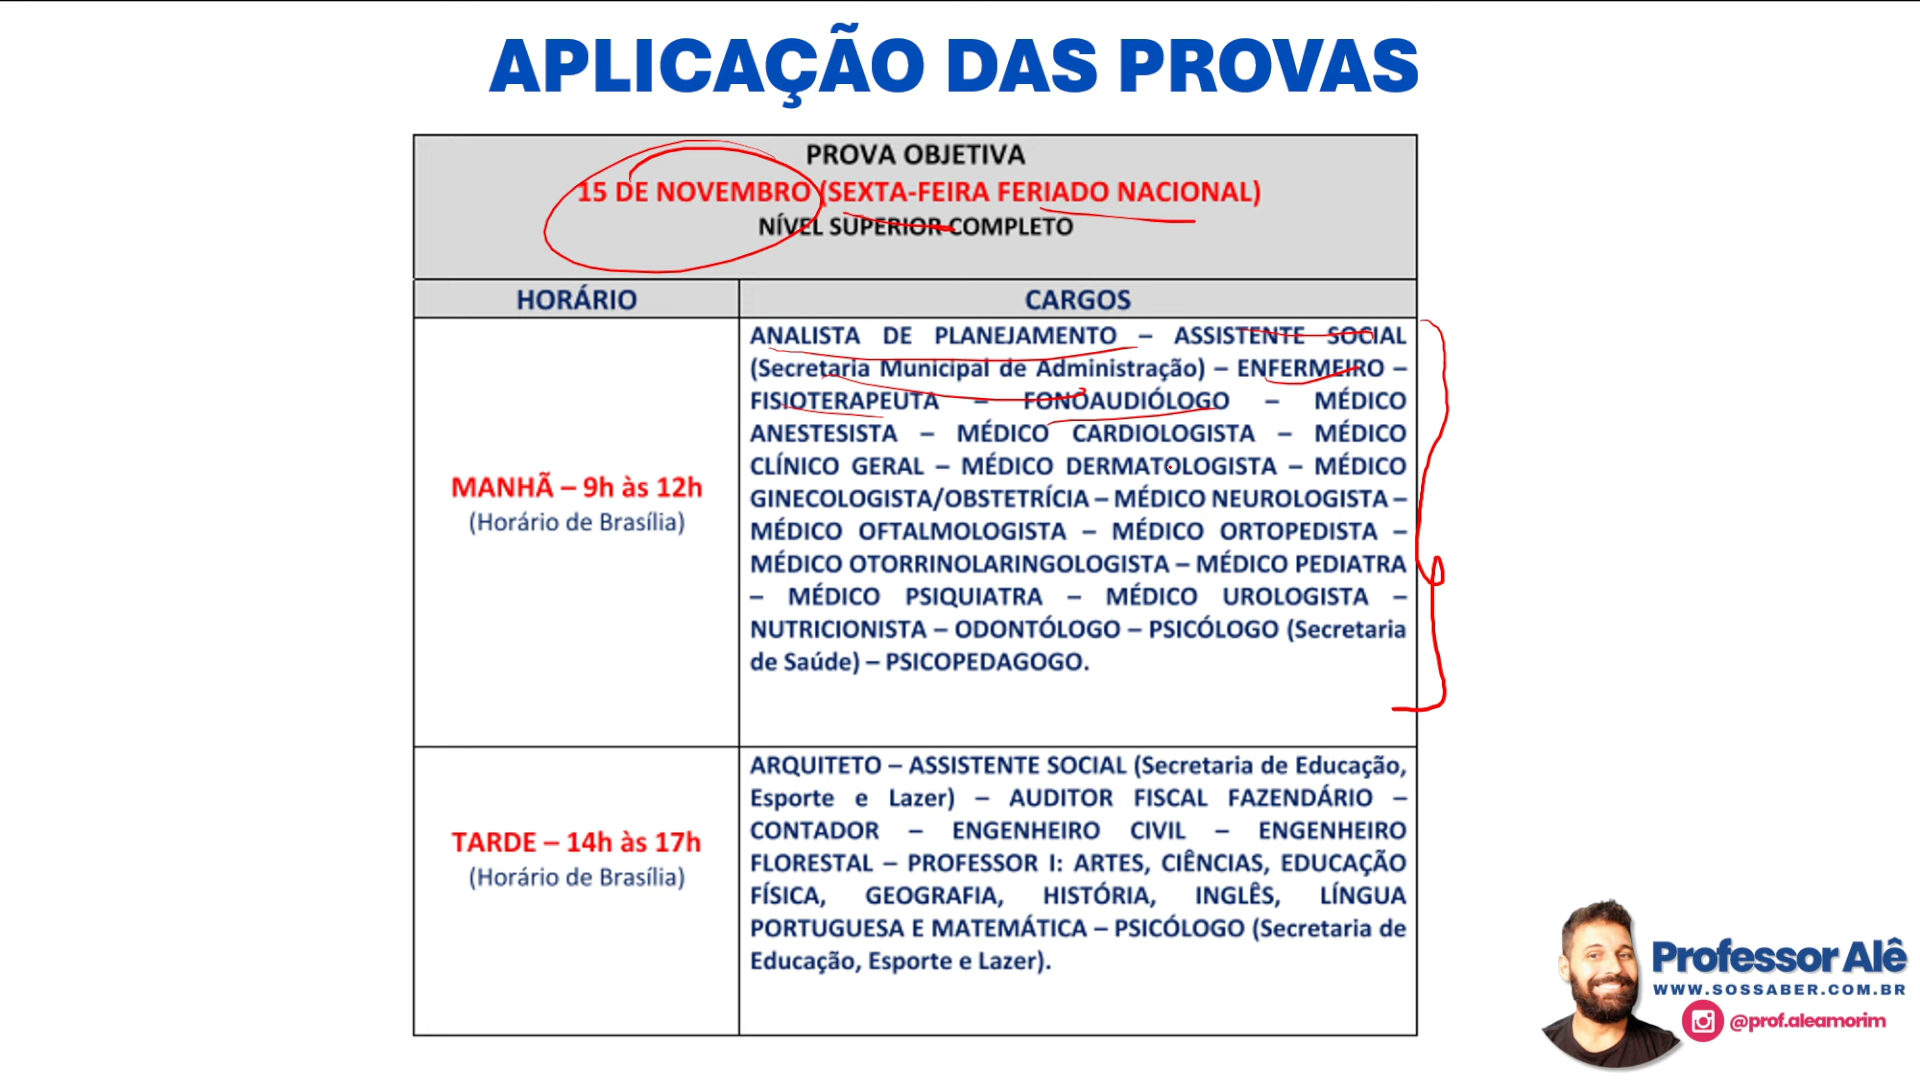 APLICAÇÃO DAS PROVAS
PROVA OBJETIVA
15 DE NOVEMBRO (SEXTA-FEIRA FERIADO NACIONAL)
NÍVEL SUPERIOR COMPLETO
HORÁRIO
CARGOS
MANHÃ – 9h às 12h
(Horário de Brasília)
ANALISTA DE PLANEJAMENTO – ASSISTENTE SOCIAL
(Secretaria Municipal de Administração) – ENFERMEIRO –
FISIOTERAPEUTA – FONOAUDIÓLOGO – MÉDICO
ANESTESISTA – MÉDICO CARDIOLOGISTA – MÉDICO
CLÍNICO GERAL – MÉDICO DERMATOLOGISTA – MÉDICO
GINECOLOGISTA/OBSTETRÍCIA – MÉDICO NEUROLOGISTA –
MÉDICO OFTALMOLOGISTA – MÉDICO ORTOPEDISTA –
MÉDICO OTORRINOLARINGOLOGISTA – MÉDICO PEDIATRA
– MÉDICO PSIQUIATRA – MÉDICO UROLOGISTA –
NUTRICIONISTA – ODONTÓLOGO – PSICÓLOGO (Secretaria
de Saúde) – PSICOPEDAGOGO.
TARDE – 14h às 17h
(Horário de Brasília)
ARQUITETO – ASSISTENTE SOCIAL (Secretaria de Educação,
Esporte e Lazer) – AUDITOR FISCAL FAZENDÁRIO –
CONTADOR – ENGENHEIRO CIVIL – ENGENHEIRO
FLORESTAL – PROFESSOR I: ARTES, CIÊNCIAS, EDUCAÇÃO
FÍSICA, GEOGRAFIA, HISTÓRIA, INGLÊS, LÍNGUA
PORTUGUESA E MATEMÁTICA – PSICÓLOGO (Secretaria de
Educação, Esporte e Lazer).
Professor Alê
WWW.SOSSABER.COM.BR
@prof.aleamorim